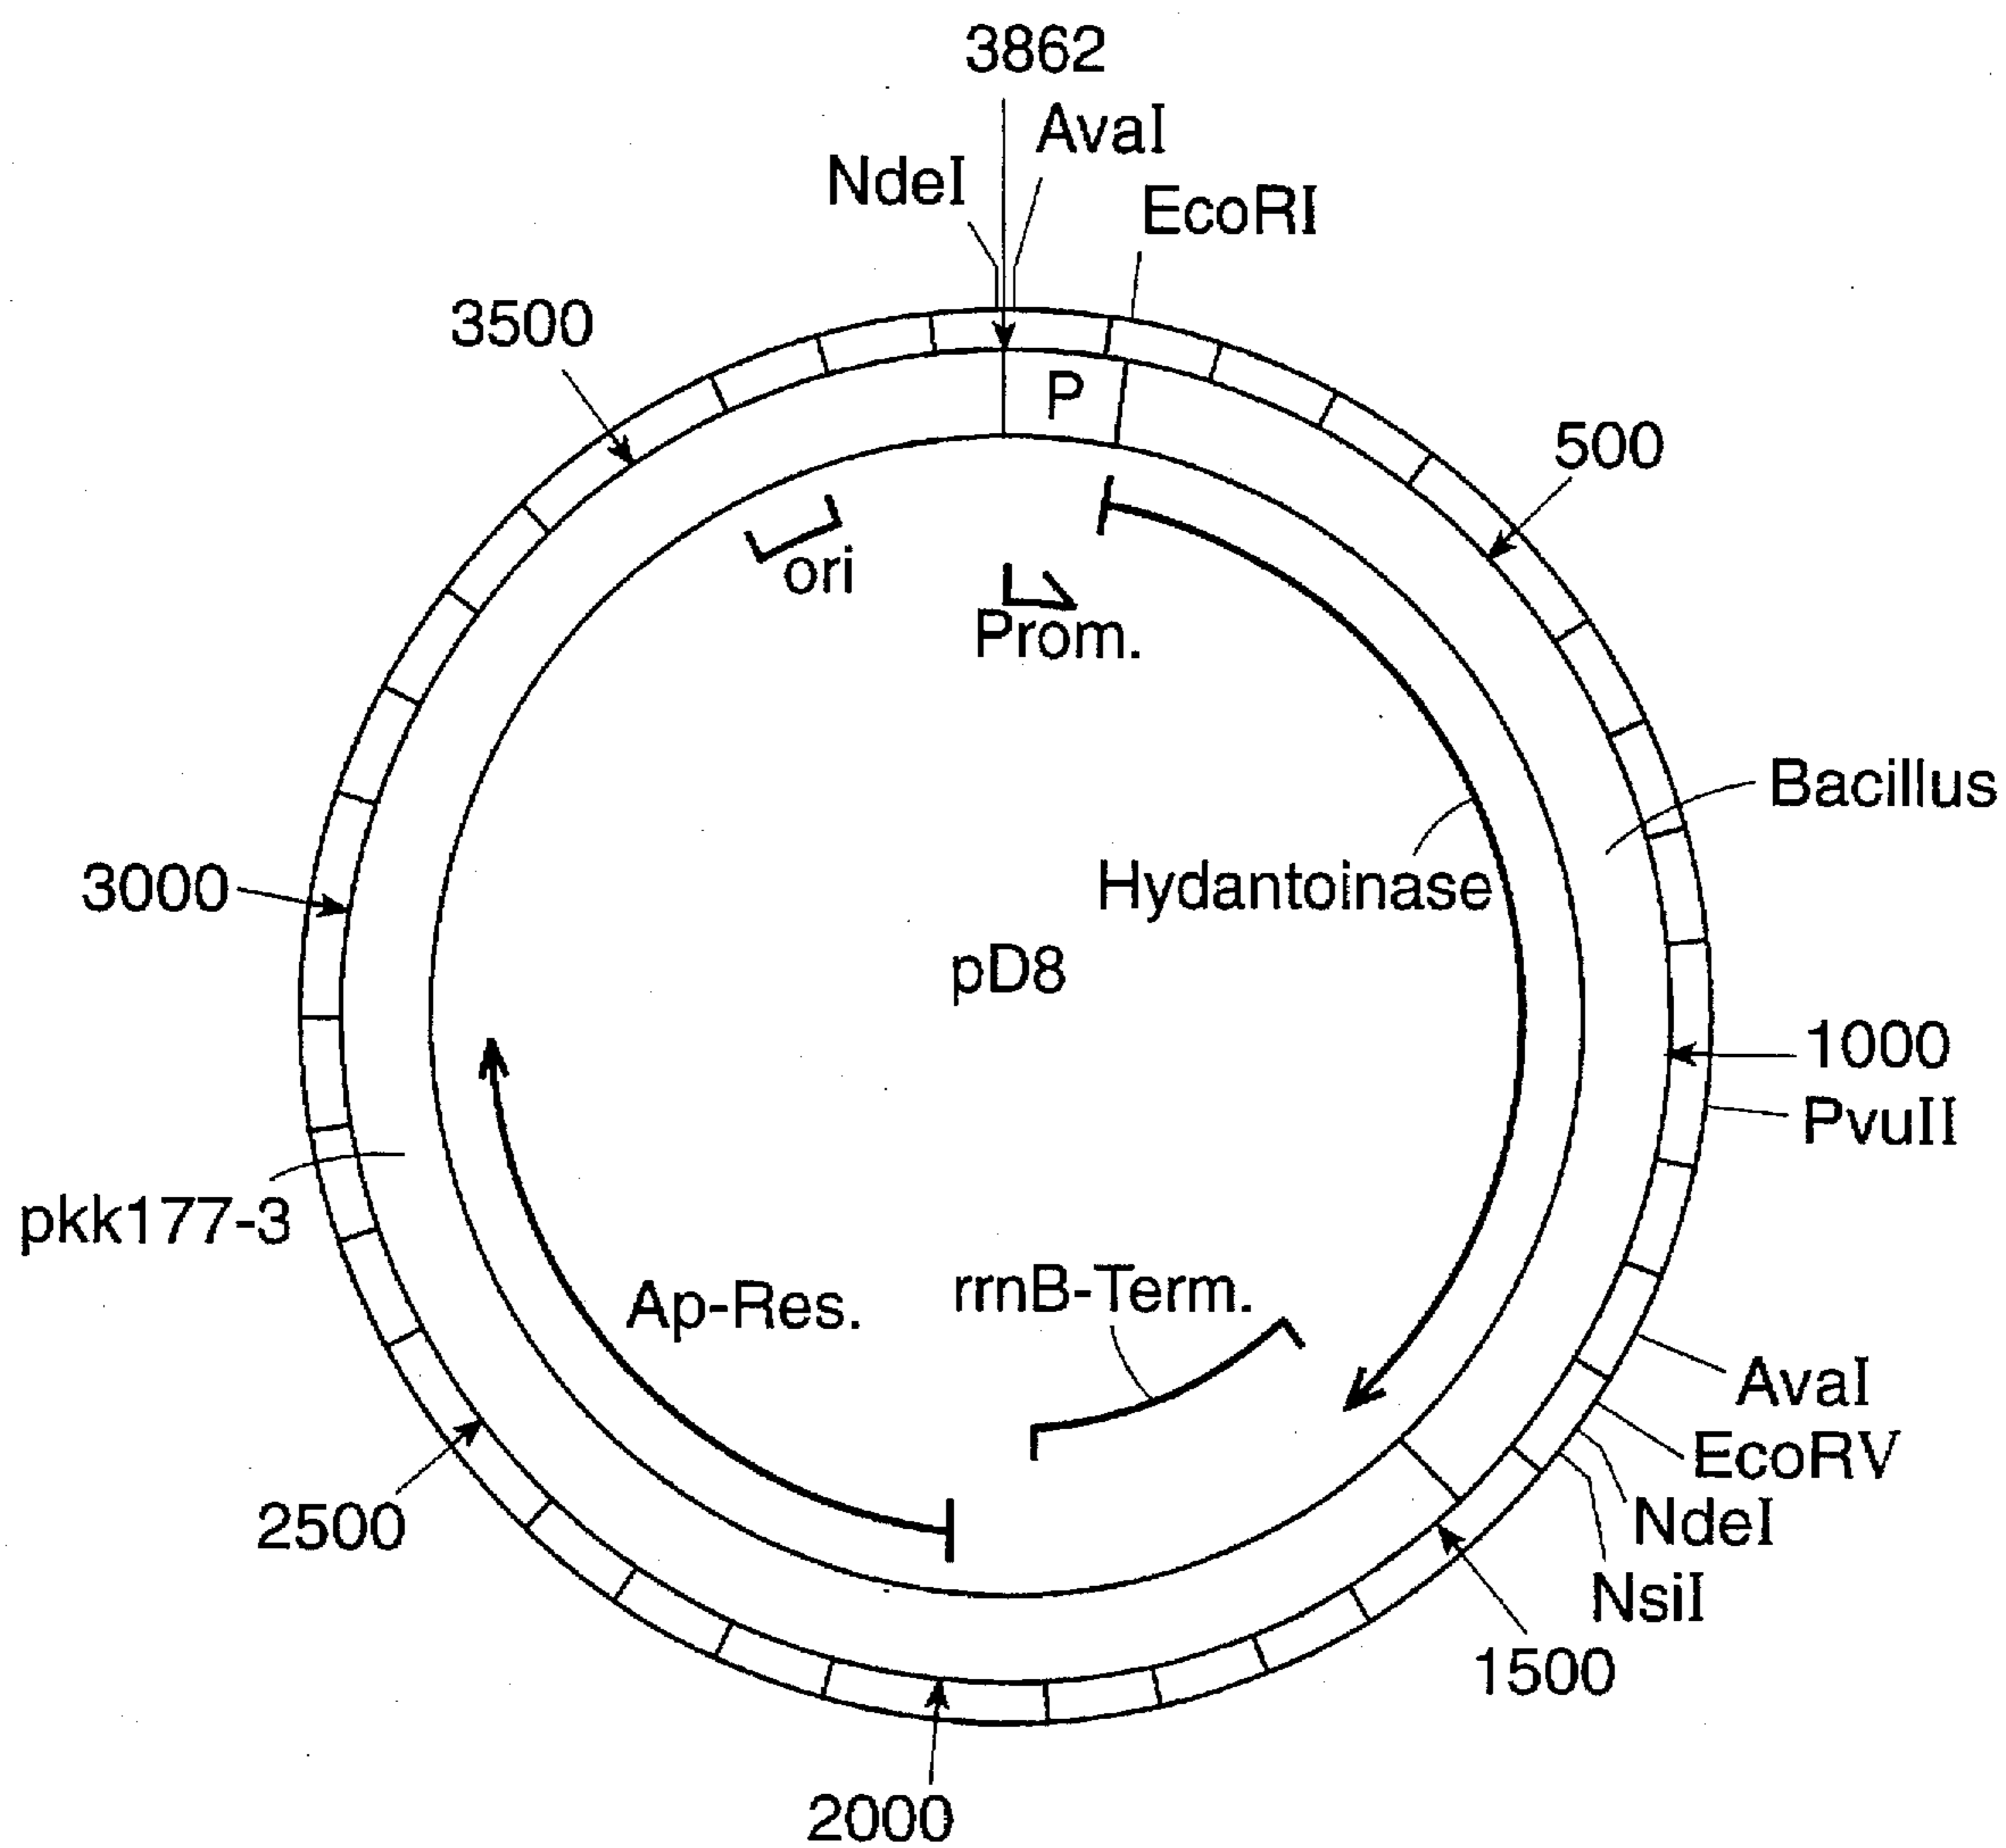 3862
AvaI
NdeI
EcoRI
3500
P
500
ori
Prom.
Bacillus
Hydantoinase
3000
pD8
1000
PvuII
pkk177-3
Ap-Res.
rrnB-Term.
AvaI
EcoRV
2500
NdeI
NsiI
1500
2000